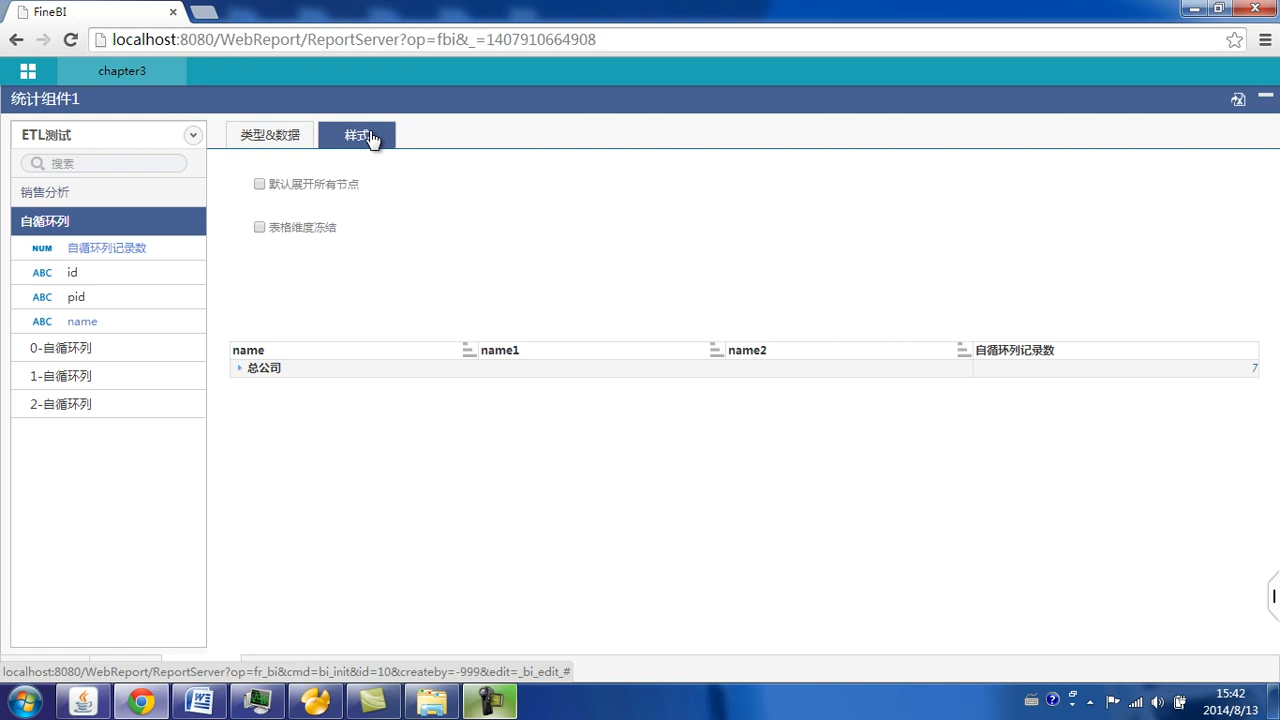 FineBI
localhost:8080/WebReport/ReportServer?op=fbi&_=1407910664908
chapter3
统计组件1
ETL测试
类型&数据
样式
搜索
销售分析
默认展开所有节点
自循环列
表格维度冻结
NUM 自循环列记录数
ABC id
ABC pid
ABC name
0-自循环列
1-自循环列
2-自循环列
name name1 name2 自循环列记录数
总公司 7
localhost:8080/WebReport/ReportServer?op=fr_bi&cmd=bi_init&id=10&createby=-999&edit=_bi_edit_#
15:42
2014/8/13